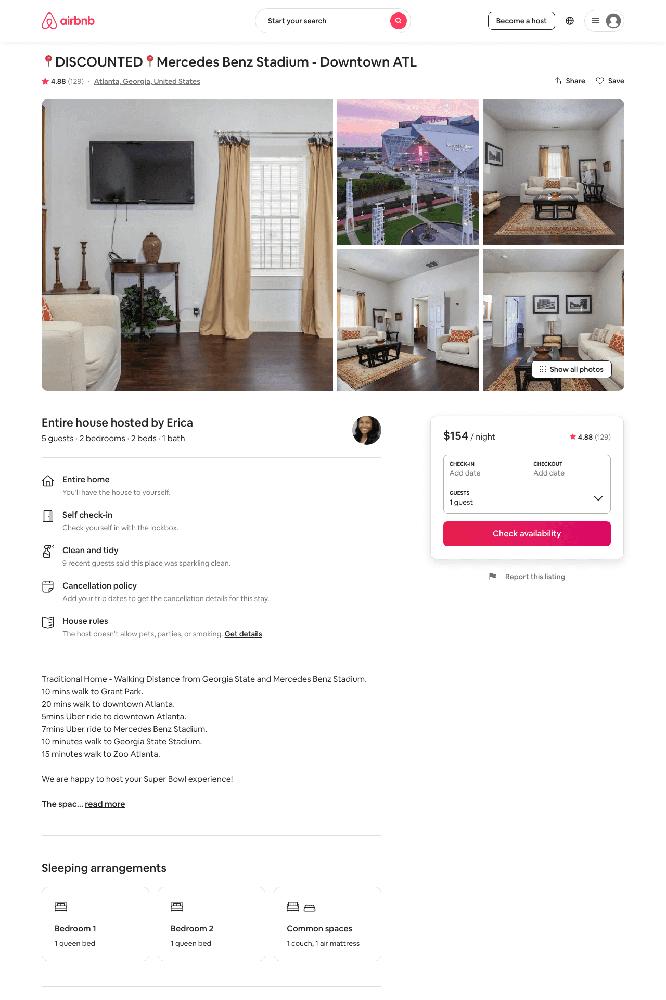 airbnb
Start your search
Become a host
📍DISCOUNTED📍Mercedes Benz Stadium - Downtown ATL
4.88 (129) · Atlanta, Georgia, United States
Share
Save
Mercedes Benz
STADIUM
Show all photos
Entire house hosted by Erica
5 guests · 2 bedrooms · 2 beds · 1 bath
Entire home
You’ll have the house to yourself.
Self check-in
Check yourself in with the lockbox.
Clean and tidy
9 recent guests said this place was sparkling clean.
Cancellation policy
Add your trip dates to get the cancellation details for this stay.
House rules
The host doesn’t allow pets, parties, or smoking. Get details
$154 / night
4.88 (129)
CHECK-IN
Add date
CHECKOUT
Add date
GUESTS
1 guest
Check availability
Report this listing
Traditional Home - Walking Distance from Georgia State and Mercedes Benz Stadium.
10 mins walk to Grant Park.
20 mins walk to downtown Atlanta.
5mins Uber ride to downtown Atlanta.
7mins Uber ride to Mercedes Benz Stadium.
10 minutes walk to Georgia State Stadium.
15 minutes walk to Zoo Atlanta.
We are happy to host your Super Bowl experience!
The spac... read more
Sleeping arrangements
Bedroom 1
1 queen bed
Bedroom 2
1 queen bed
Common spaces
1 couch, 1 air mattress